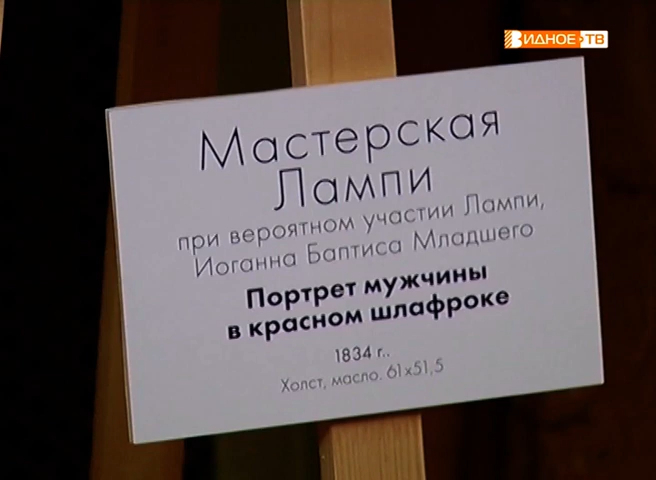 ВИДНОЕ-ТВ
Мастерская
Лампи
при вероятном участии Лампи,
Иоганна Баптиса Младшего
Портрет мужчины
в красном шлафроке
1834 г..
Холст, масло. 61х51,5